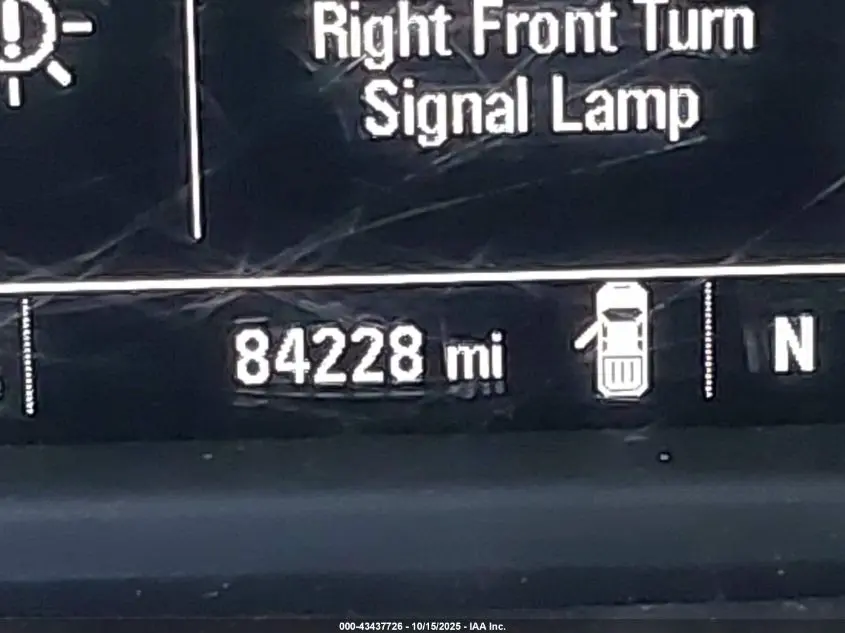 Right Front Turn
Signal Lamp
84228 mi
N
000-43437726 - 10/15/2025 - IAA Inc.